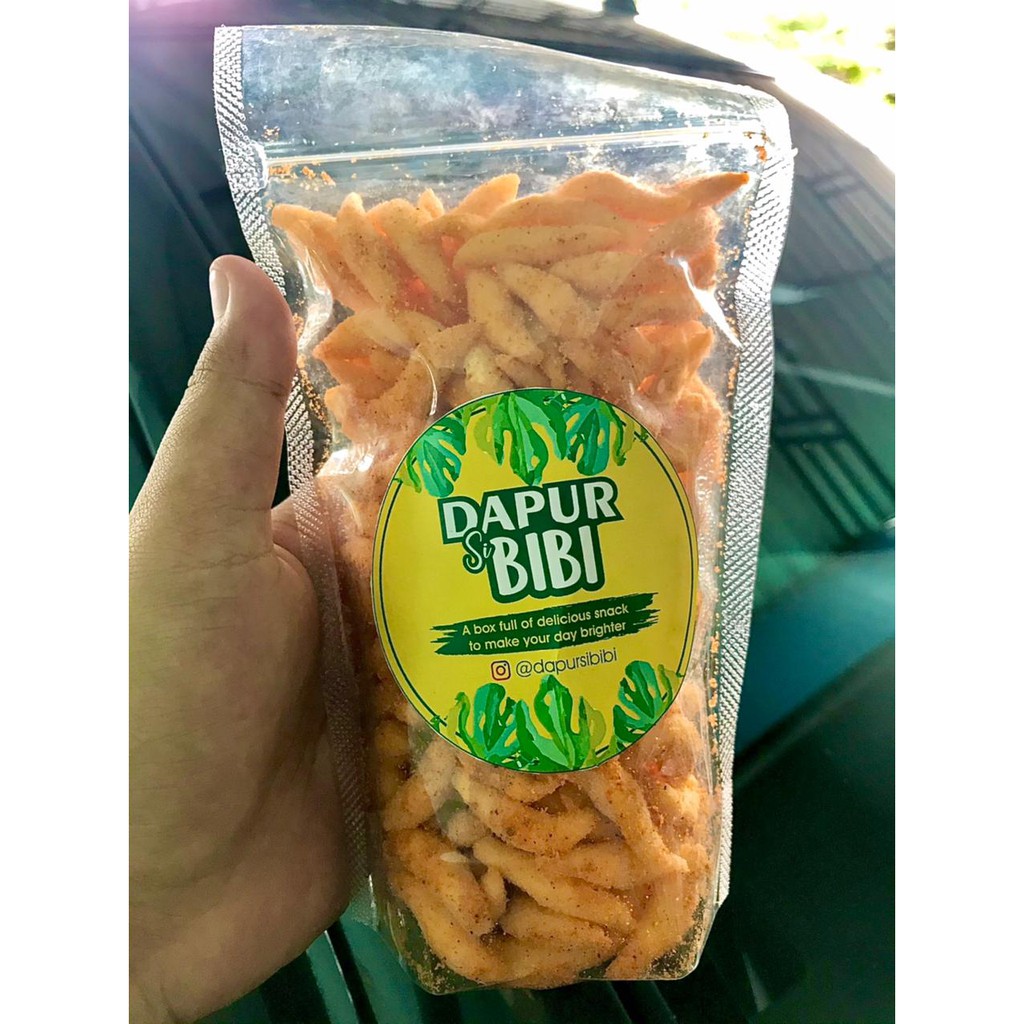 DAPUR
Si BIBI
A box full of delicious snack
to make your day brighter
@dapursibibi